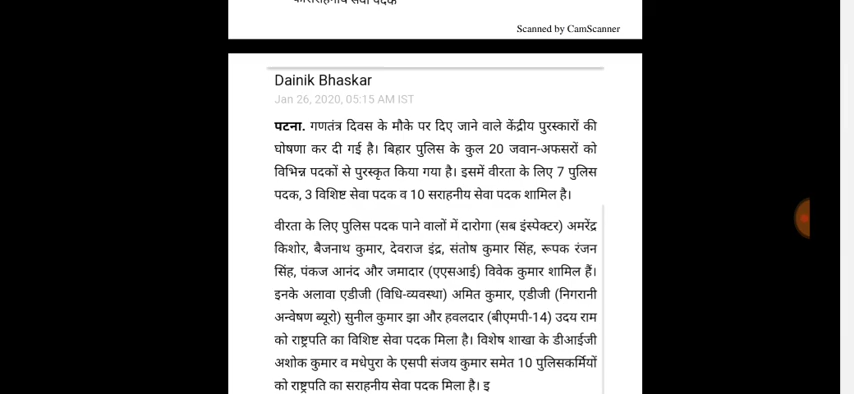 Scanned by CamScanner
Dainik Bhaskar
Jan 26, 2020, 05:15 AM IST
पटना. गणतंत्र दिवस के मौके पर दिए जाने वाले केंद्रीय पुरस्कारों की
घोषणा कर दी गई है। बिहार पुलिस के कुल 20 जवान-अफसरों को
विभिन्न पदकों से पुरस्कृत किया गया है। इसमें वीरता के लिए 7 पुलिस
पदक, 3 विशिष्ट सेवा पदक व 10 सराहनीय सेवा पदक शामिल है।
वीरता के लिए पुलिस पदक पाने वालों में दारोगा (सब इंस्पेक्टर) अमरेंद्र
किशोर, बैजनाथ कुमार, देवराज इंद्र, संतोष कुमार सिंह, रूपक रंजन
सिंह, पंकज आनंद और जमादार (एएसआई) विवेक कुमार शामिल हैं।
इनके अलावा एडीजी (विधि-व्यवस्था) अमित कुमार, एडीजी (निगरानी
अन्वेषण ब्यूरो) सुनील कुमार झा और हवलदार (बीएमपी-14) उदय राम
को राष्ट्रपति का विशिष्ट सेवा पदक मिला है। विशेष शाखा के डीआईजी
अशोक कुमार व मधेपुरा के एसपी संजय कुमार समेत 10 पुलिसकर्मियों
को राष्ट्रपति का सराहनीय सेवा पदक मिला है। इ